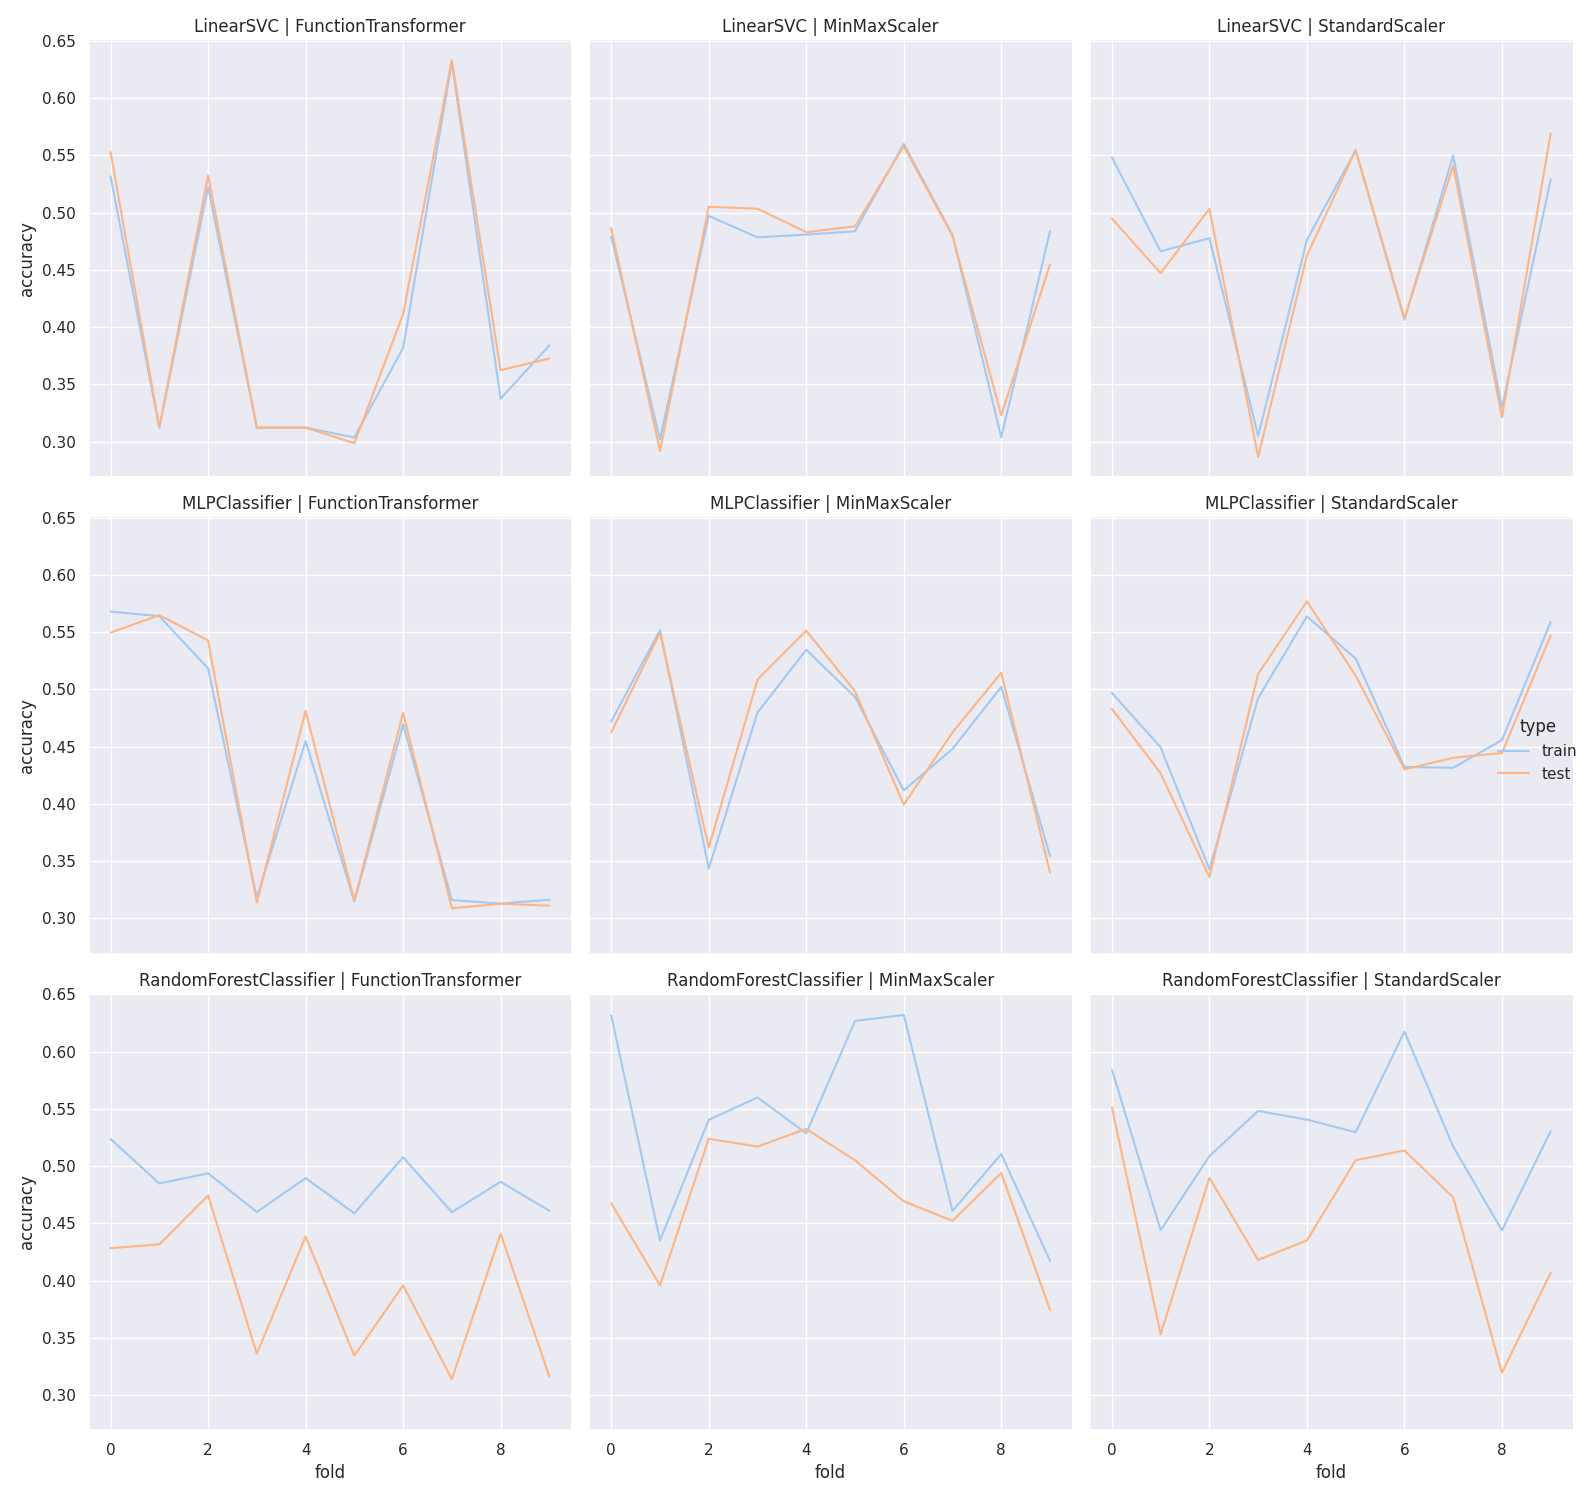 LinearSVC | FunctionTransformer
LinearSVC | MinMaxScaler
LinearSVC | StandardScaler
0.65
0.60
0.55
0.50
0.45
0.40
0.35
0.30
accuracy
MLPClassifier | FunctionTransformer
MLPClassifier | MinMaxScaler
MLPClassifier | StandardScaler
0.65
0.60
0.55
0.50
0.45
0.40
0.35
0.30
accuracy
type
train
test
RandomForestClassifier | FunctionTransformer
RandomForestClassifier | MinMaxScaler
RandomForestClassifier | StandardScaler
0.65
0.60
0.55
0.50
0.45
0.40
0.35
0.30
accuracy
0 2 4 6 8
0 2 4 6 8
0 2 4 6 8
fold
fold
fold